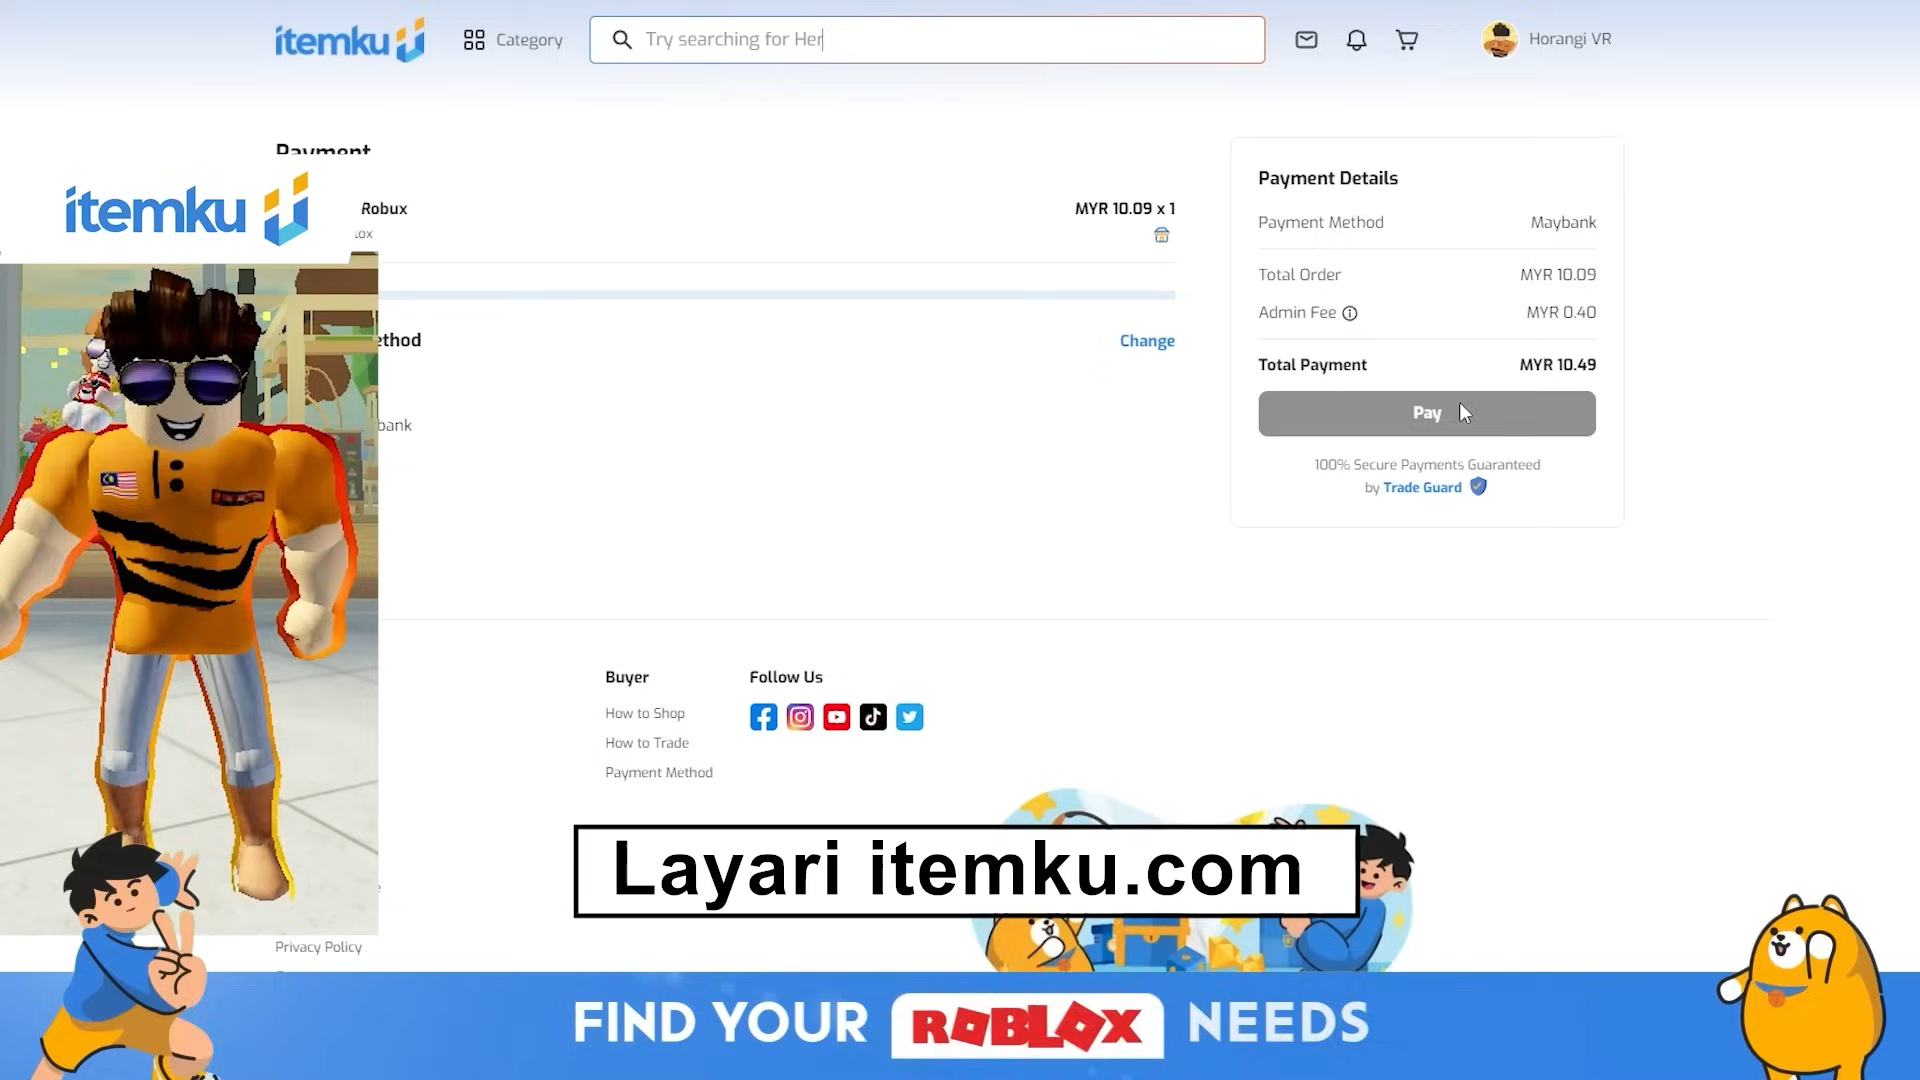 itemku
Category
Try searching for Her
Horangi VR
Payment
itemku
Robux
MYR 10.09 x 1
ethod
Change
bank
Payment Details
Payment Method
Maybank
Total Order
MYR 10.09
Admin Fee
MYR 0.40
Total Payment
MYR 10.49
Pay
100% Secure Payments Guaranteed
by Trade Guard
Buyer
How to Shop
How to Trade
Payment Method
Follow Us
Layari itemku.com
Privacy Policy
FIND YOUR ROBLOX NEEDS